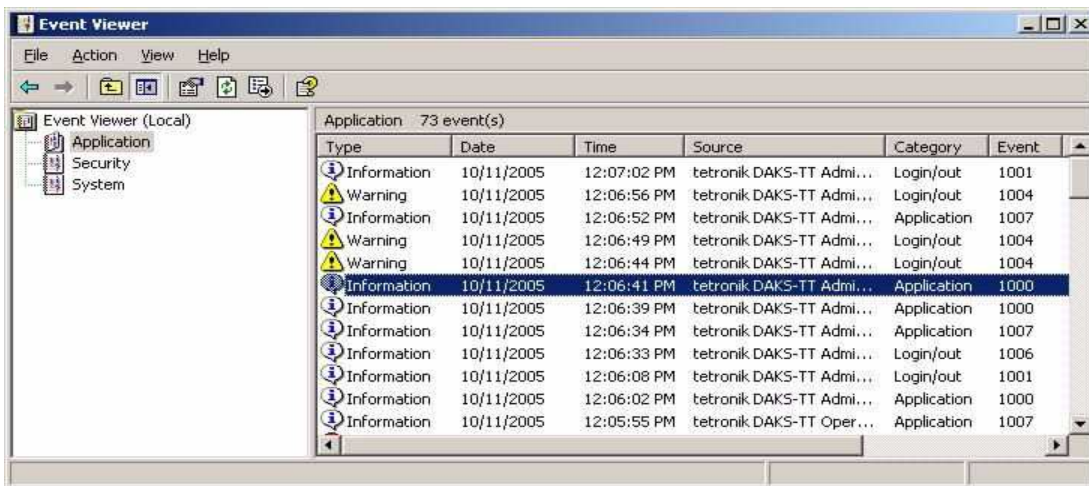 Event Viewer
File Action View Help
Event Viewer (Local)
Application
Security
System
Application 73 event(s)
Type Date Time Source Category Event
Information 10/11/2005 12:07:02 PM tetronik DAKS-TT Admi... Login/out 1001
Warning 10/11/2005 12:06:56 PM tetronik DAKS-TT Admi... Login/out 1004
Information 10/11/2005 12:06:52 PM tetronik DAKS-TT Admi... Application 1007
Warning 10/11/2005 12:06:49 PM tetronik DAKS-TT Admi... Login/out 1004
Warning 10/11/2005 12:06:44 PM tetronik DAKS-TT Admi... Login/out 1004
Information 10/11/2005 12:06:41 PM tetronik DAKS-TT Admi... Application 1000
Information 10/11/2005 12:06:39 PM tetronik DAKS-TT Admi... Application 1000
Information 10/11/2005 12:06:34 PM tetronik DAKS-TT Admi... Application 1007
Information 10/11/2005 12:06:33 PM tetronik DAKS-TT Admi... Login/out 1006
Information 10/11/2005 12:06:08 PM tetronik DAKS-TT Admi... Login/out 1001
Information 10/11/2005 12:06:02 PM tetronik DAKS-TT Admi... Application 1000
Information 10/11/2005 12:05:55 PM tetronik DAKS-TT Oper... Application 1007